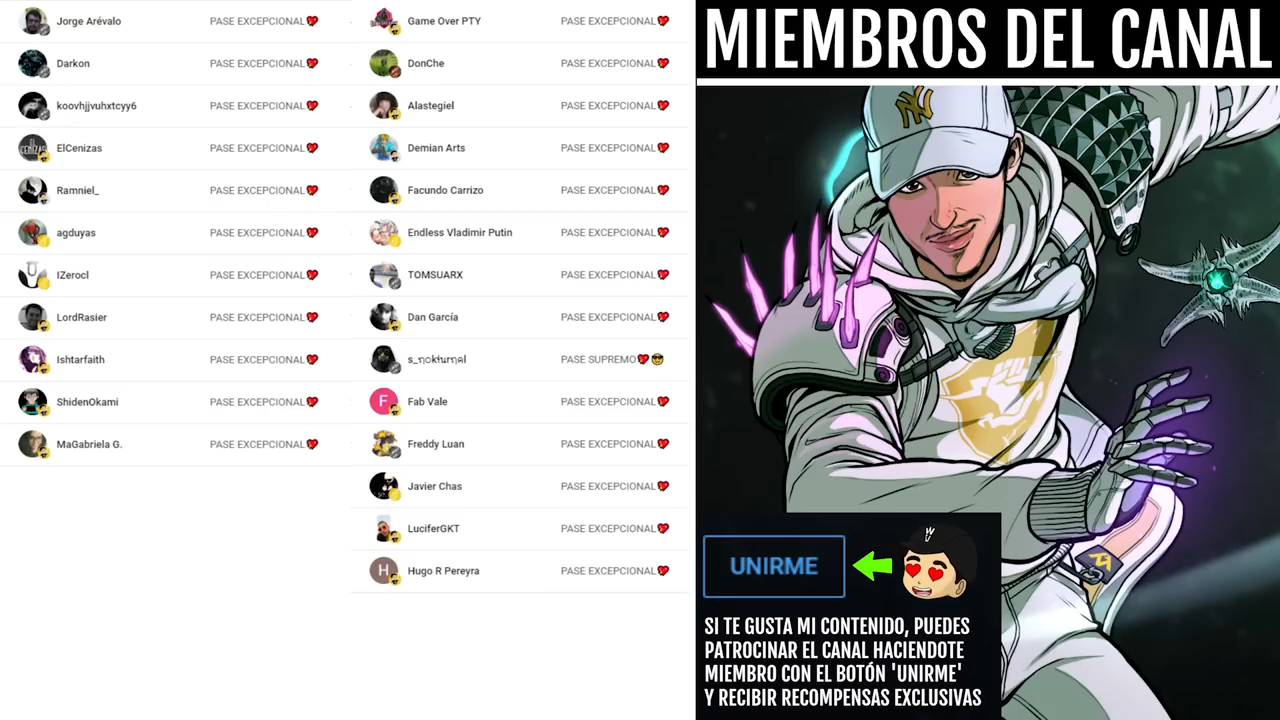 Jorge Arévalo PASE EXCEPCIONAL
Darkon PASE EXCEPCIONAL
koovhjjvuhxtcyy6 PASE EXCEPCIONAL
ElCenizas PASE EXCEPCIONAL
Ramniel_ PASE EXCEPCIONAL
agduyas PASE EXCEPCIONAL
IZerocl PASE EXCEPCIONAL
LordRasier PASE EXCEPCIONAL
Ishtarfaith PASE EXCEPCIONAL
ShidenOkami PASE EXCEPCIONAL
MaGabriela G. PASE EXCEPCIONAL
Game Over PTY PASE EXCEPCIONAL
DonChe PASE EXCEPCIONAL
Alastegiel PASE EXCEPCIONAL
Demian Arts PASE EXCEPCIONAL
Facundo Carrizo PASE EXCEPCIONAL
Endless Vladimir Putin PASE EXCEPCIONAL
TOMSUARX PASE EXCEPCIONAL
Dan García PASE EXCEPCIONAL
PASE SUPREMO
F Fab Vale PASE EXCEPCIONAL
Freddy Luan PASE EXCEPCIONAL
Javier Chas PASE EXCEPCIONAL
LuciferGKT PASE EXCEPCIONAL
H Hugo R Pereyra PASE EXCEPCIONAL
MIEMBROS DEL CANAL
NY
UNIRME
SI TE GUSTA MI CONTENIDO, PUEDES
PATROCINAR EL CANAL HACIENDOTE
MIEMBRO CON EL BOTÓN 'UNIRME'
Y RECIBIR RECOMPENSAS EXCLUSIVAS